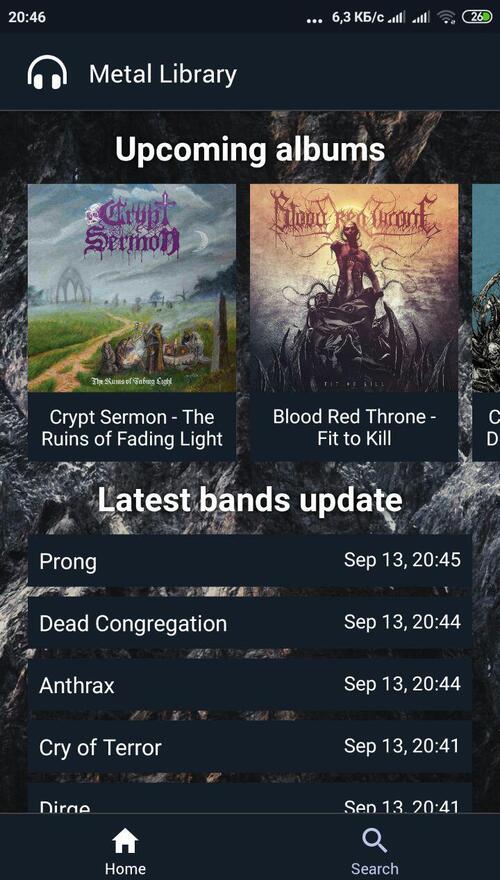 20:46
... 6,3 КБ/с 26
Metal Library
Upcoming albums
Crypt
Sermon
The Ruins of Fading Light
Crypt Sermon - The
Ruins of Fading Light
Blood Red Throne
FIT TO KILL
Blood Red Throne -
Fit to Kill
C
D
Latest bands update
Prong Sep 13, 20:45
Dead Congregation Sep 13, 20:44
Anthrax Sep 13, 20:44
Cry of Terror Sep 13, 20:41
Dirge Sep 13, 20:41
Home Search